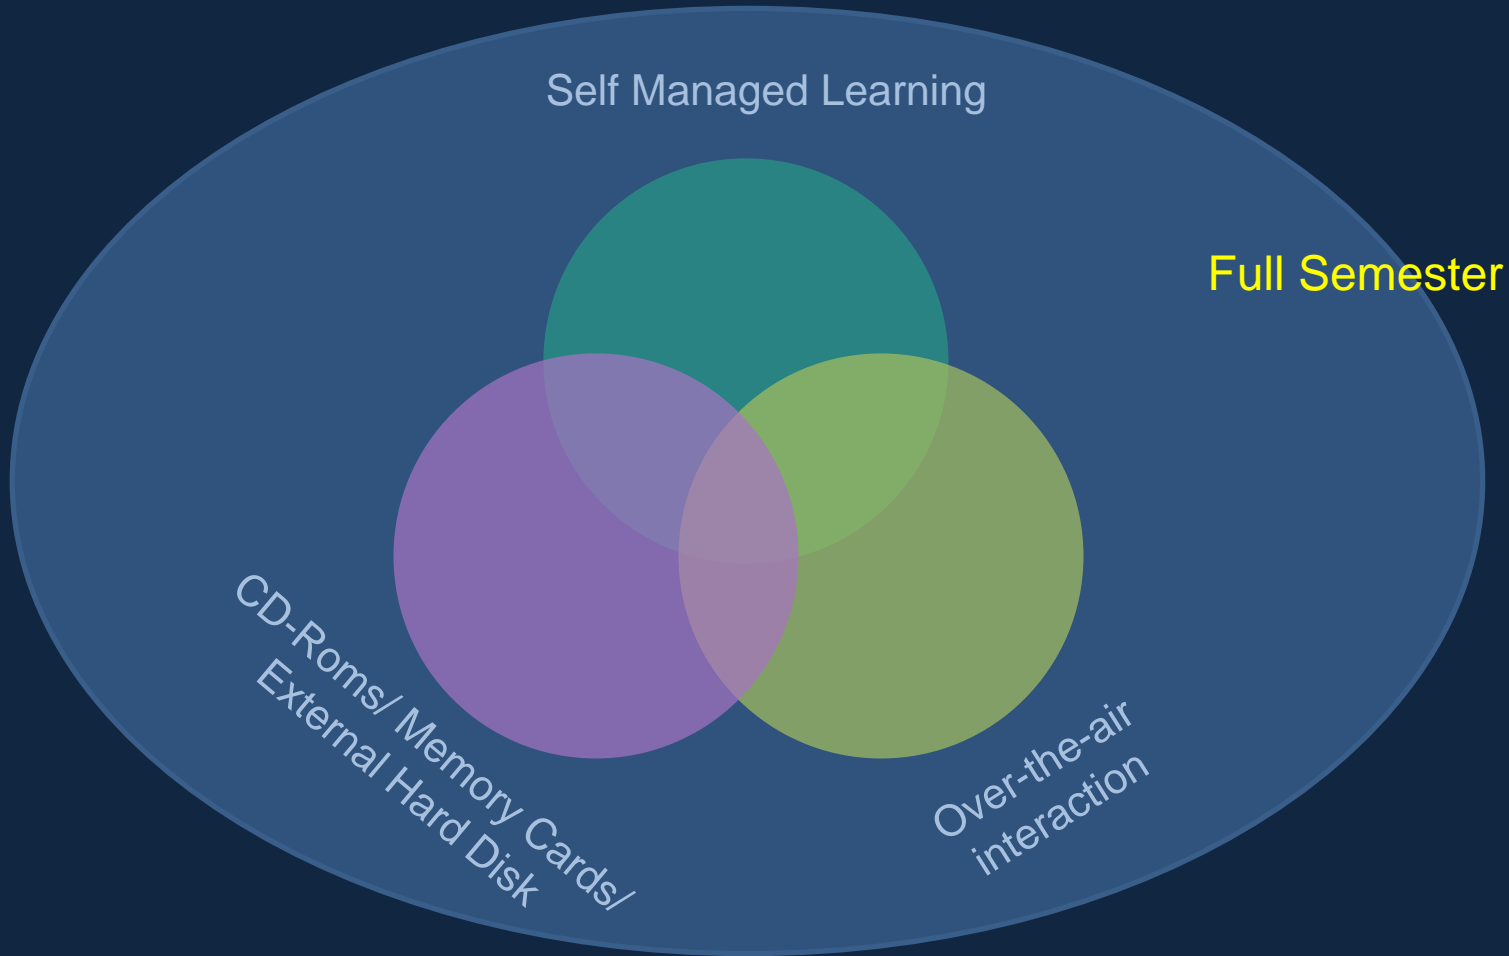 Self Managed Learning
Full Semester
CD-Roms/ Memory Cards/
External Hard Disk
Over-the-air
interaction